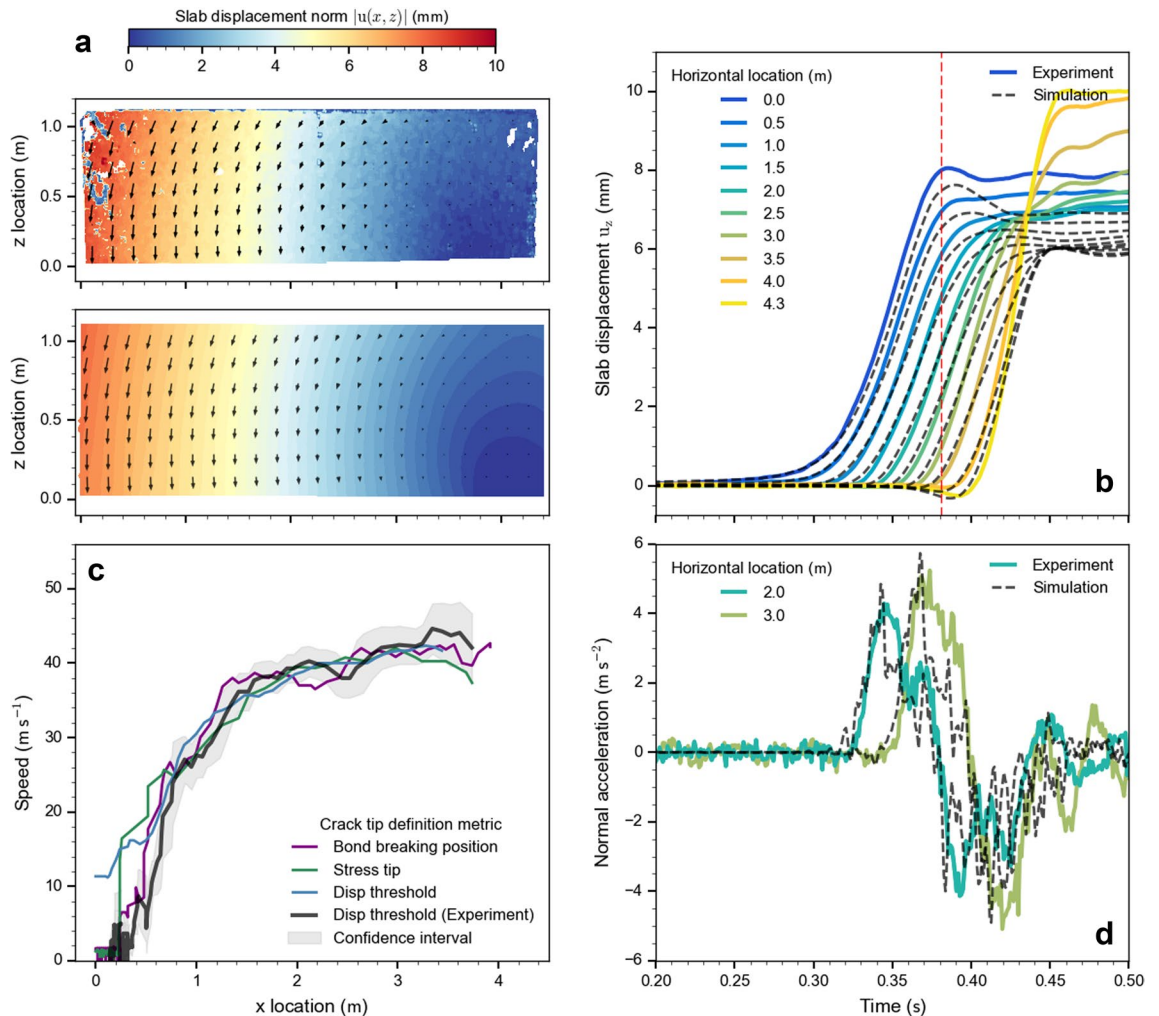 Slab displacement norm |u(x, z)| (mm)
a
0 2 4 6 8 10
z location (m)
1.0
0.5
0.0
z location (m)
1.0
0.5
0.0
c
Speed (m s⁻¹)
50
40
30
20
10
0
Crack tip definition metric
Bond breaking position
Stress tip
Disp threshold
Disp threshold (Experiment)
Confidence interval
0 1 2 3 4
x location (m)
Slab displacement u_z (mm)
10
8
6
4
2
0
Horizontal location (m)
0.0
0.5
1.0
1.5
2.0
2.5
3.0
3.5
4.0
4.3
Experiment
Simulation
b
Normal acceleration (m s⁻²)
6
4
2
0
−2
−4
−6
Horizontal location (m)
2.0
3.0
Experiment
Simulation
d
0.20 0.25 0.30 0.35 0.40 0.45 0.50
Time (s)